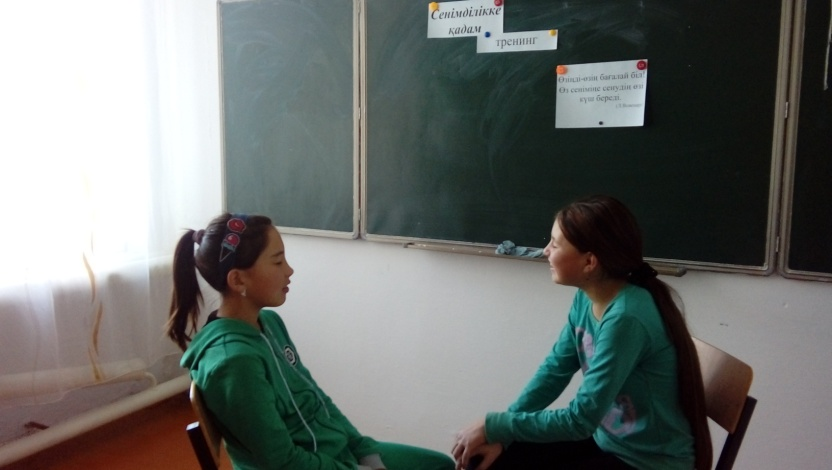 Сенімділікке
қадам
тренинг
Өзіңді-өзің бағалай біл!
Өз сеніміңе сенудің өзі
күш береді.